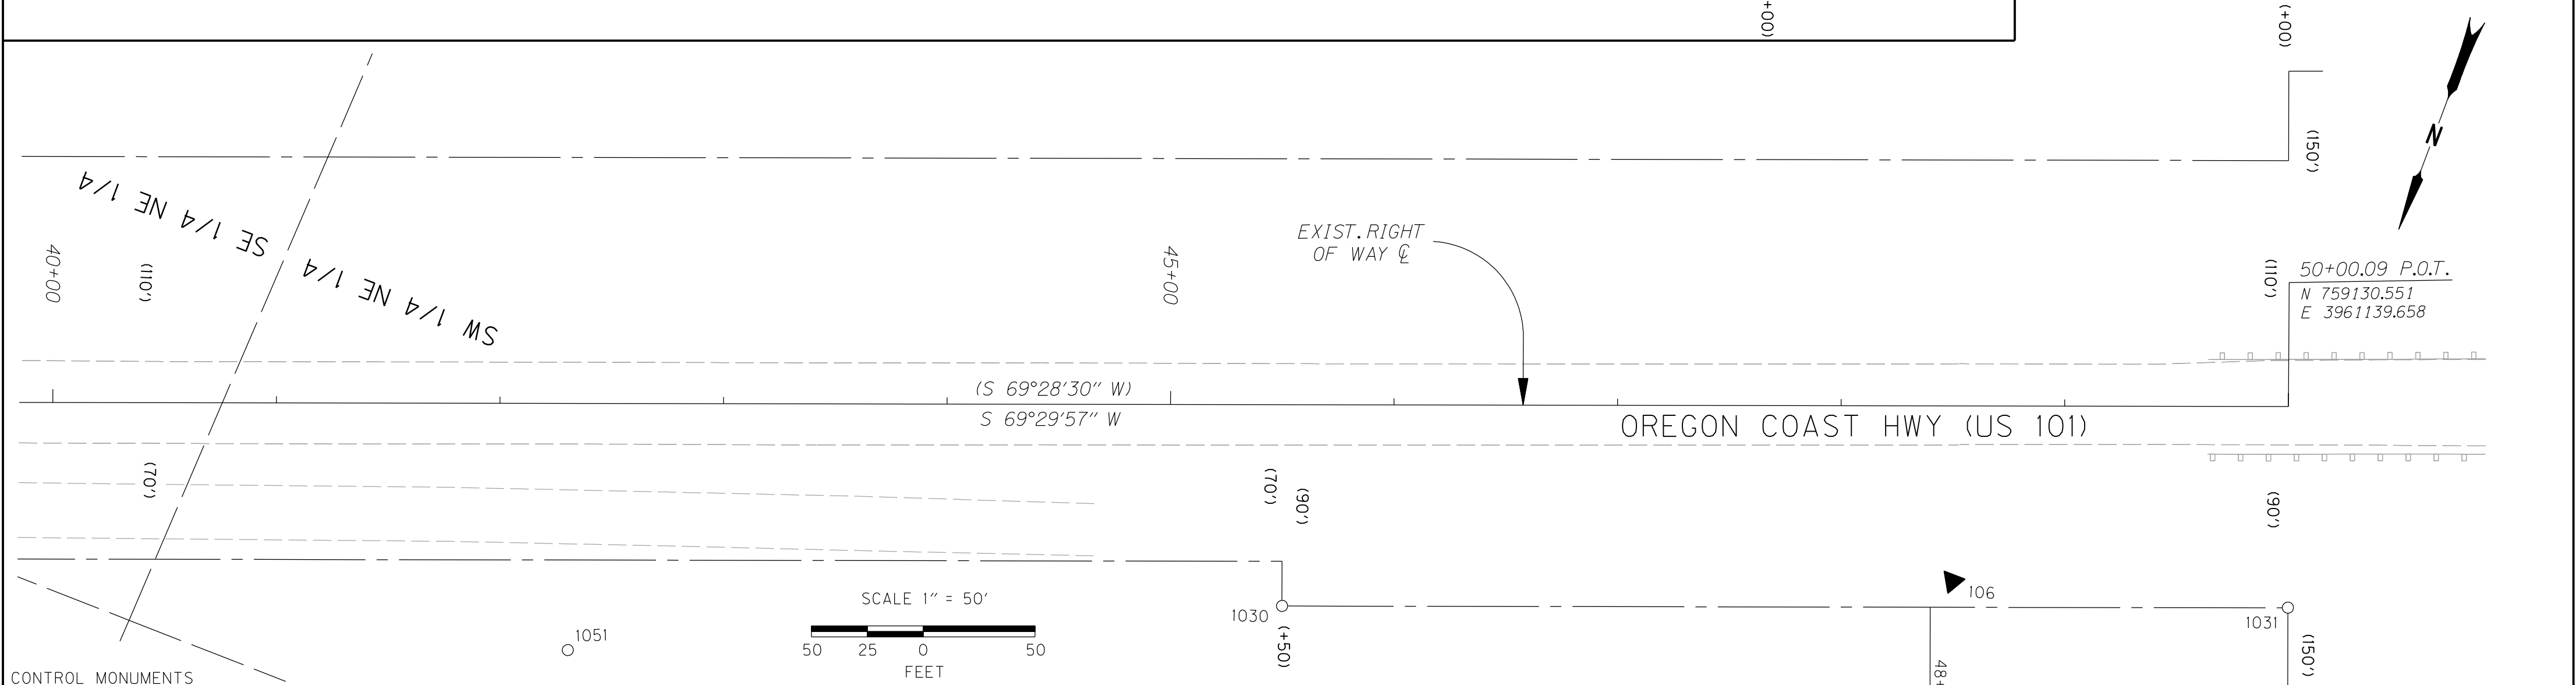 +00)
(+00)
N
(150')
SE 1/4 NE 1/4
SW 1/4 NE 1/4
40+00
(110')
45+00
EXIST. RIGHT
OF WAY ℄
(110')
50+00.09 P.O.T.
N 759130.551
E 3961139.658
(S 69°28'30" W)
S 69°29'57" W
OREGON COAST HWY (US 101)
(70')
(70')
(90')
(90')
SCALE 1" = 50'
50 25 0 50
FEET
1051
1030
(+50)
106
1031
48+
(150')
CONTROL MONUMENTS